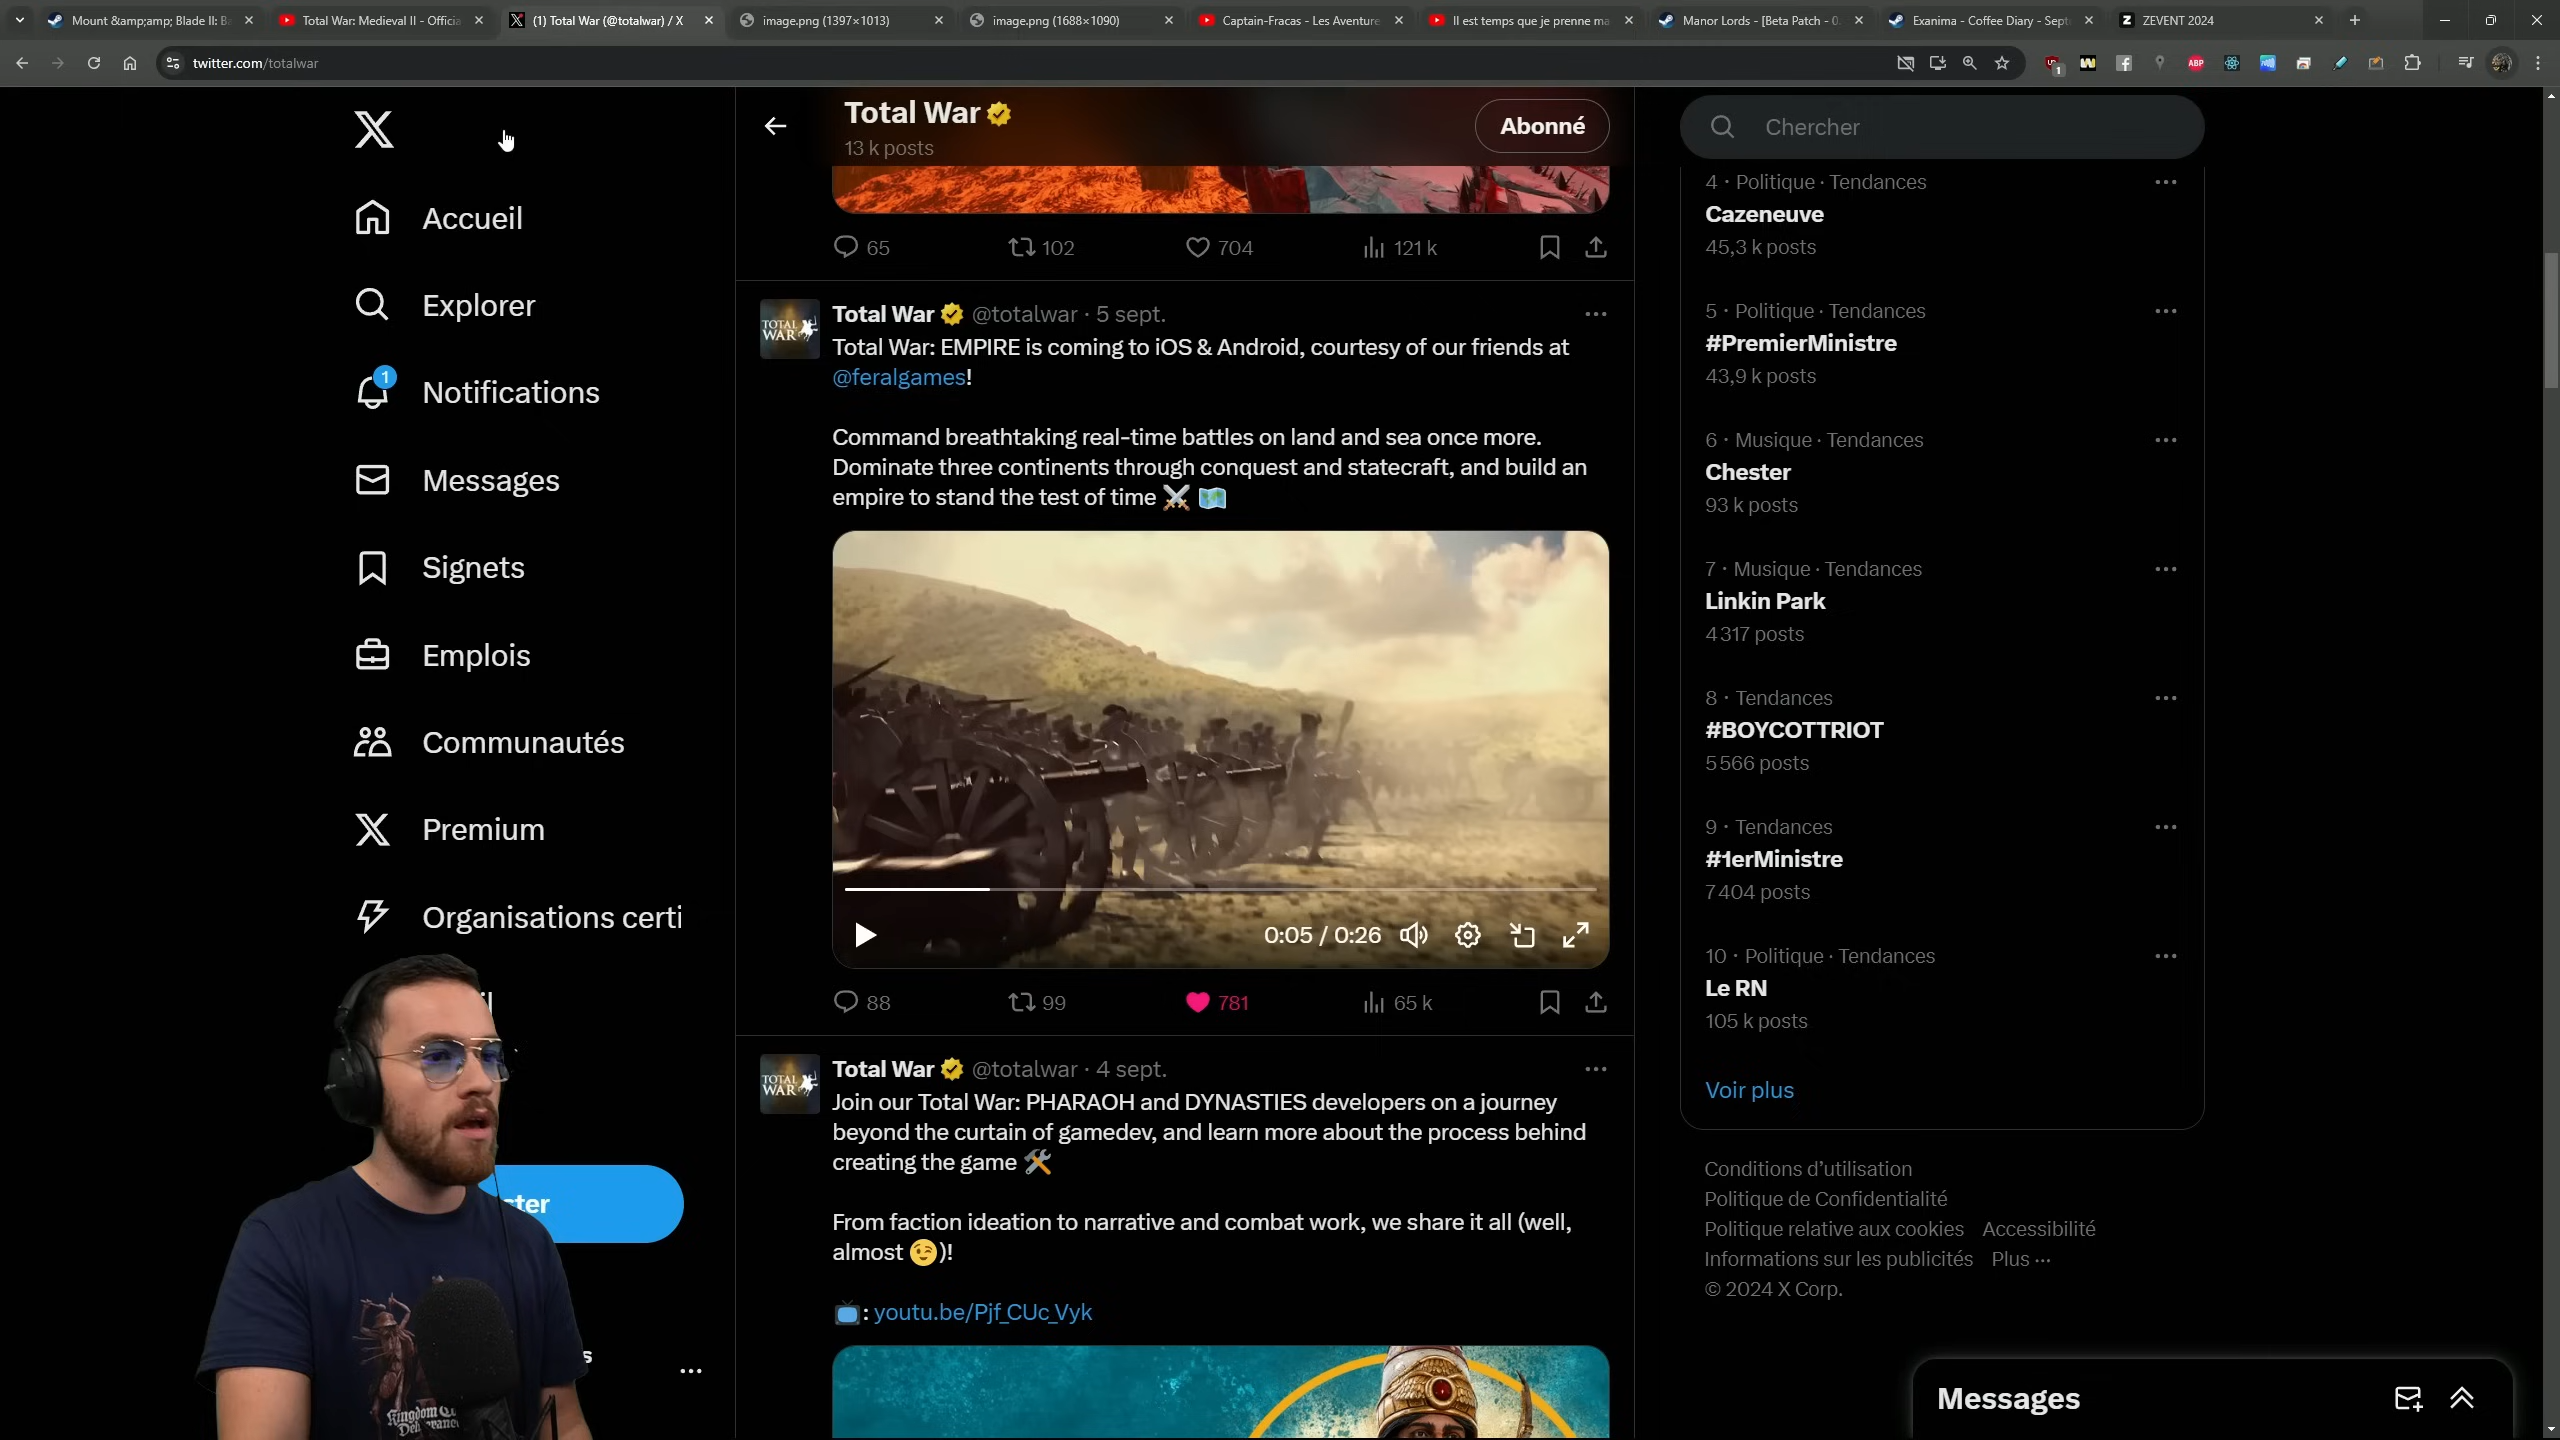 Mount &amp;amp; Blade II: Ba
Total War: Medieval II - Officia
(1) Total War (@totalwar) / X
image.png (1397×1013)
image.png (1688×1090)
Captain-Fracas - Les Aventure
Il est temps que je prenne ma
Manor Lords - [Beta Patch - 0.
Exanima - Coffee Diary - Sept
ZEVENT 2024
twitter.com/totalwar
Accueil
Explorer
1
Notifications
Messages
Signets
Emplois
Communautés
Premium
Organisations certi
il
ster
s
Kingdom Co
Deliverance
Total War
13 k posts
Abonné
65
102
704
121 k
Total War @totalwar · 5 sept.
Total War: EMPIRE is coming to iOS & Android, courtesy of our friends at
@feralgames!
Command breathtaking real-time battles on land and sea once more.
Dominate three continents through conquest and statecraft, and build an
empire to stand the test of time ⚔️ 🗺️
0:05 / 0:26
88
99
781
65 k
TOTAL
WAR
Total War @totalwar · 4 sept.
Join our Total War: PHARAOH and DYNASTIES developers on a journey
beyond the curtain of gamedev, and learn more about the process behind
creating the game 🛠️
From faction ideation to narrative and combat work, we share it all (well,
almost 😉)!
📺: youtu.be/Pjf_CUc_Vyk
TOTAL
WAR
Chercher
4 · Politique · Tendances
Cazeneuve
45,3 k posts
5 · Politique · Tendances
#PremierMinistre
43,9 k posts
6 · Musique · Tendances
Chester
93 k posts
7 · Musique · Tendances
Linkin Park
4 317 posts
8 · Tendances
#BOYCOTTRIOT
5 566 posts
9 · Tendances
#1erMinistre
7 404 posts
10 · Politique · Tendances
Le RN
105 k posts
Voir plus
Conditions d'utilisation
Politique de Confidentialité
Politique relative aux cookies Accessibilité
Informations sur les publicités Plus ···
© 2024 X Corp.
Messages